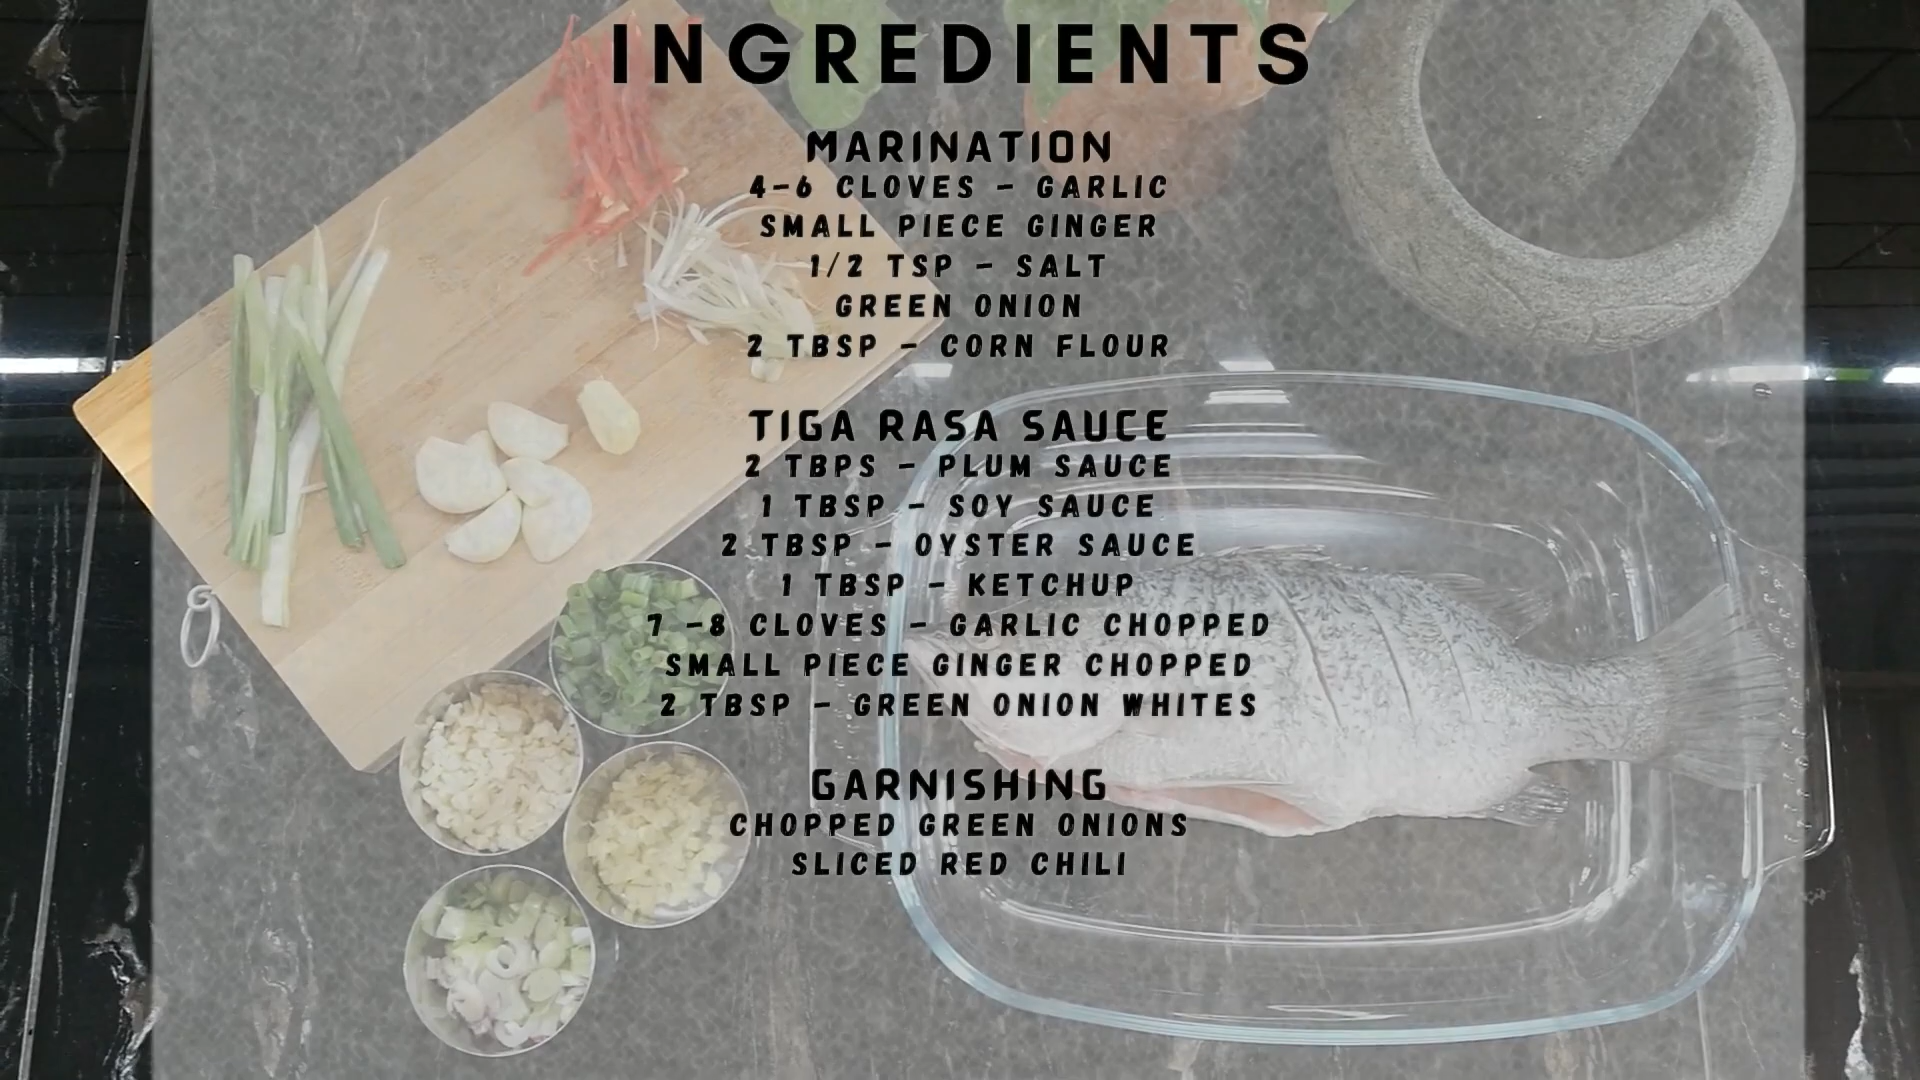 INGREDIENTS
MARINATION
4-6 CLOVES - GARLIC
SMALL PIECE GINGER
1/2 TSP - SALT
GREEN ONION
2 TBSP - CORN FLOUR
TIGA RASA SAUCE
2 TBPS - PLUM SAUCE
1 TBSP - SOY SAUCE
2 TBSP - OYSTER SAUCE
1 TBSP - KETCHUP
7 -8 CLOVES - GARLIC CHOPPED
SMALL PIECE GINGER CHOPPED
2 TBSP - GREEN ONION WHITES
GARNISHING
CHOPPED GREEN ONIONS
SLICED RED CHILI